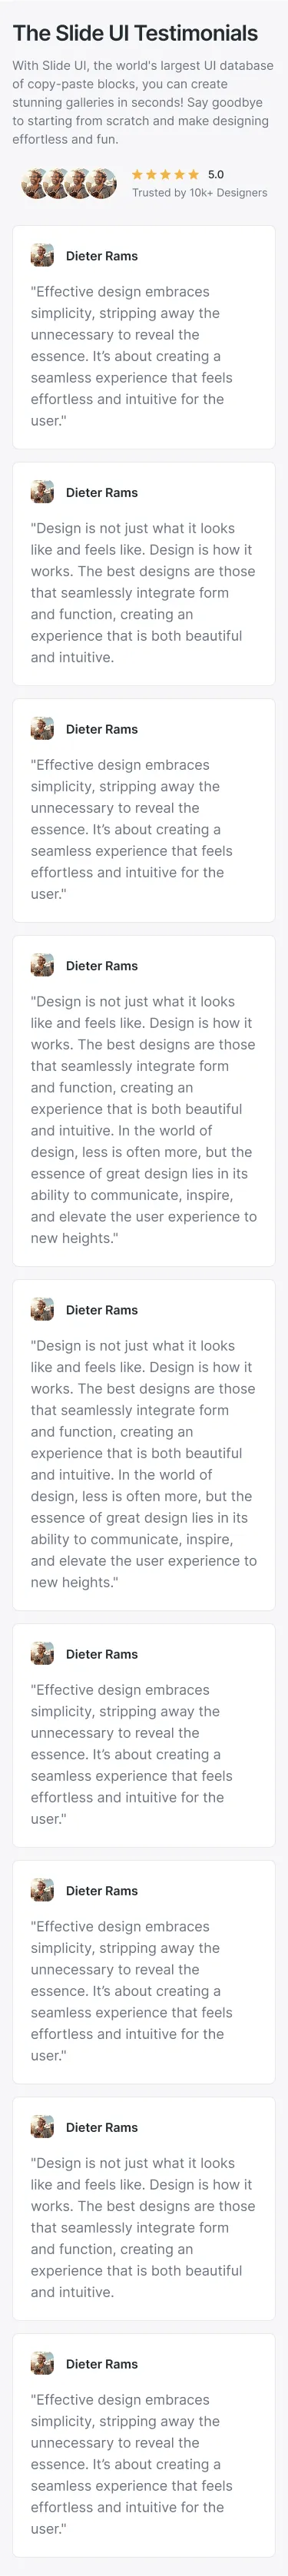 The Slide UI Testimonials
With Slide UI, the world's largest UI database
of copy-paste blocks, you can create
stunning galleries in seconds! Say goodbye
to starting from scratch and make designing
effortless and fun.
5.0
Trusted by 10k+ Designers
Dieter Rams
"Effective design embraces
simplicity, stripping away the
unnecessary to reveal the
essence. It’s about creating a
seamless experience that feels
effortless and intuitive for the
user."
Dieter Rams
"Design is not just what it looks
like and feels like. Design is how it
works. The best designs are those
that seamlessly integrate form
and function, creating an
experience that is both beautiful
and intuitive.
Dieter Rams
"Effective design embraces
simplicity, stripping away the
unnecessary to reveal the
essence. It’s about creating a
seamless experience that feels
effortless and intuitive for the
user."
Dieter Rams
"Design is not just what it looks
like and feels like. Design is how it
works. The best designs are those
that seamlessly integrate form
and function, creating an
experience that is both beautiful
and intuitive. In the world of
design, less is often more, but the
essence of great design lies in its
ability to communicate, inspire,
and elevate the user experience to
new heights."
Dieter Rams
"Design is not just what it looks
like and feels like. Design is how it
works. The best designs are those
that seamlessly integrate form
and function, creating an
experience that is both beautiful
and intuitive. In the world of
design, less is often more, but the
essence of great design lies in its
ability to communicate, inspire,
and elevate the user experience to
new heights."
Dieter Rams
"Effective design embraces
simplicity, stripping away the
unnecessary to reveal the
essence. It’s about creating a
seamless experience that feels
effortless and intuitive for the
user."
Dieter Rams
"Effective design embraces
simplicity, stripping away the
unnecessary to reveal the
essence. It’s about creating a
seamless experience that feels
effortless and intuitive for the
user."
Dieter Rams
"Design is not just what it looks
like and feels like. Design is how it
works. The best designs are those
that seamlessly integrate form
and function, creating an
experience that is both beautiful
and intuitive.
Dieter Rams
"Effective design embraces
simplicity, stripping away the
unnecessary to reveal the
essence. It’s about creating a
seamless experience that feels
effortless and intuitive for the
user."